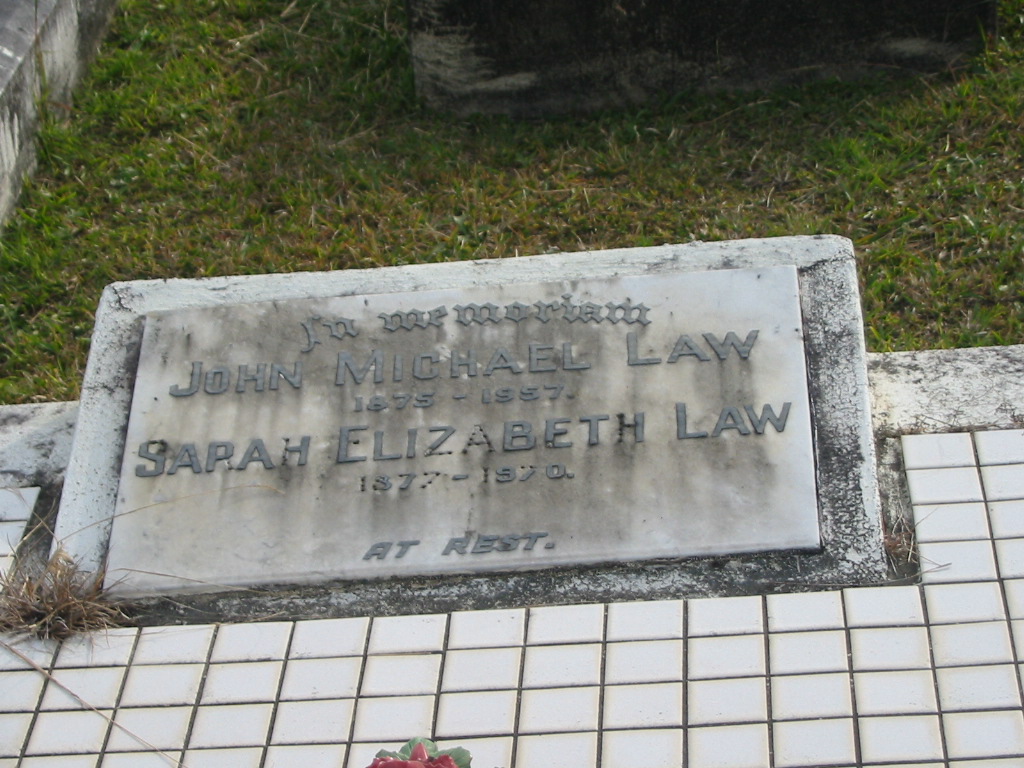 In memoriam
JOHN MICHAEL LAW
1875 - 1957.
SARAH ELIZABETH LAW
1877 - 1970.
AT REST.